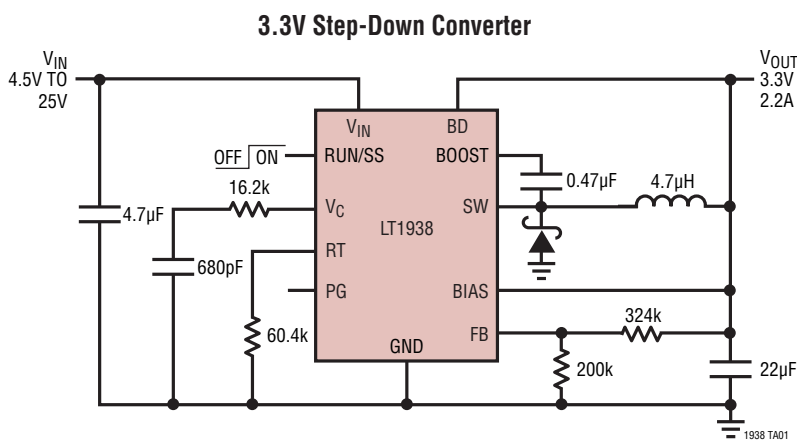 3.3V Step-Down Converter
VIN
4.5V TO
25V
VOUT
3.3V
2.2A
VIN
BD
OFF ON
RUN/SS
BOOST
0.47µF
4.7µH
16.2k
4.7µF
VC
SW
LT1938
RT
680pF
PG
BIAS
324k
60.4k
FB
GND
200k
22µF
1938 TA01